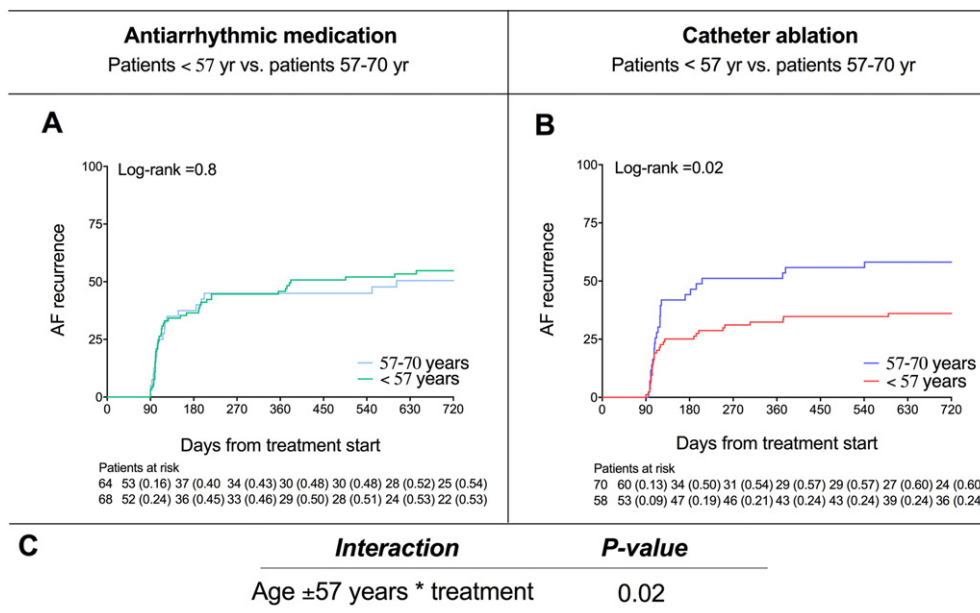 Antiarrhythmic medication
Patients < 57 yr vs. patients 57-70 yr
Catheter ablation
Patients < 57 yr vs. patients 57-70 yr
A
Log-rank =0.8
100
75
50
25
0
AF recurrence
57-70 years
< 57 years
0 90 180 270 360 450 540 630 720
Days from treatment start
Patients at risk
64 53 (0.16) 37 (0.40 34 (0.43) 30 (0.48) 30 (0.48) 28 (0.52) 25 (0.54)
68 52 (0.24) 36 (0.45) 33 (0.46) 29 (0.50) 28 (0.51) 24 (0.53) 22 (0.53)
B
Log-rank =0.02
100
75
50
25
0
AF recurrence
57-70 years
< 57 years
0 90 180 270 360 450 540 630 720
Days from treatment start
Patients at risk
70 60 (0.13) 34 (0.50) 31 (0.54) 29 (0.57) 29 (0.57) 27 (0.60) 24 (0.60
58 53 (0.09) 47 (0.19) 46 (0.21) 43 (0.24) 43 (0.24) 39 (0.24) 36 (0.24
C
Interaction P-value
Age ±57 years * treatment 0.02